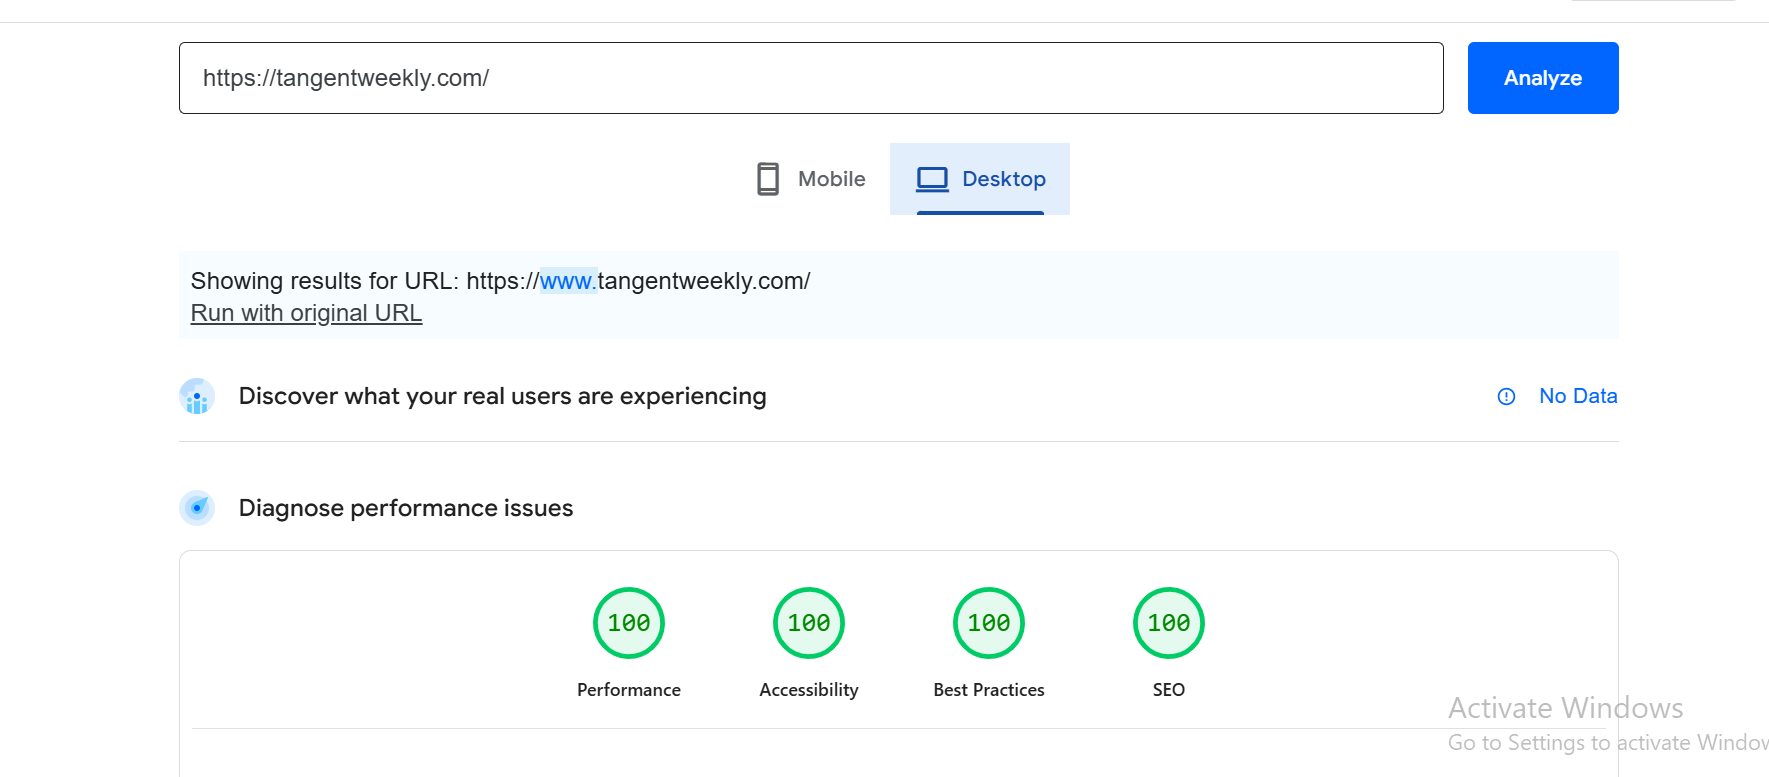 https://tangentweekly.com/
Analyze
Mobile
Desktop
Showing results for URL: https://www.tangentweekly.com/
Run with original URL
Discover what your real users are experiencing
No Data
Diagnose performance issues
100 100 100 100
Performance Accessibility Best Practices SEO
Activate Windows
Go to Settings to activate Window